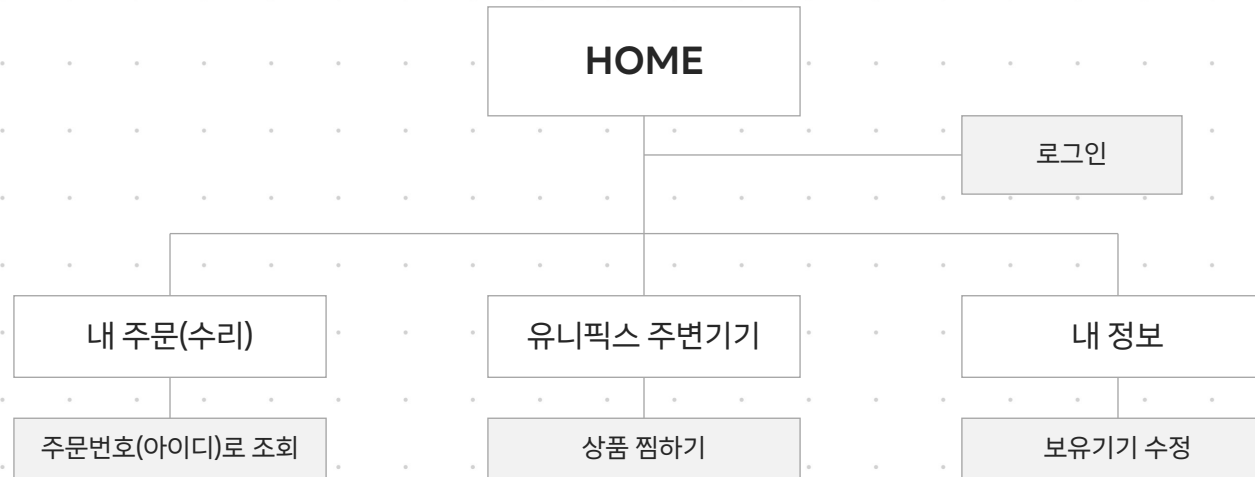 HOME
로그인
내 주문(수리)
유니픽스 주변기기
내 정보
주문번호(아이디)로 조회
상품 찜하기
보유기기 수정